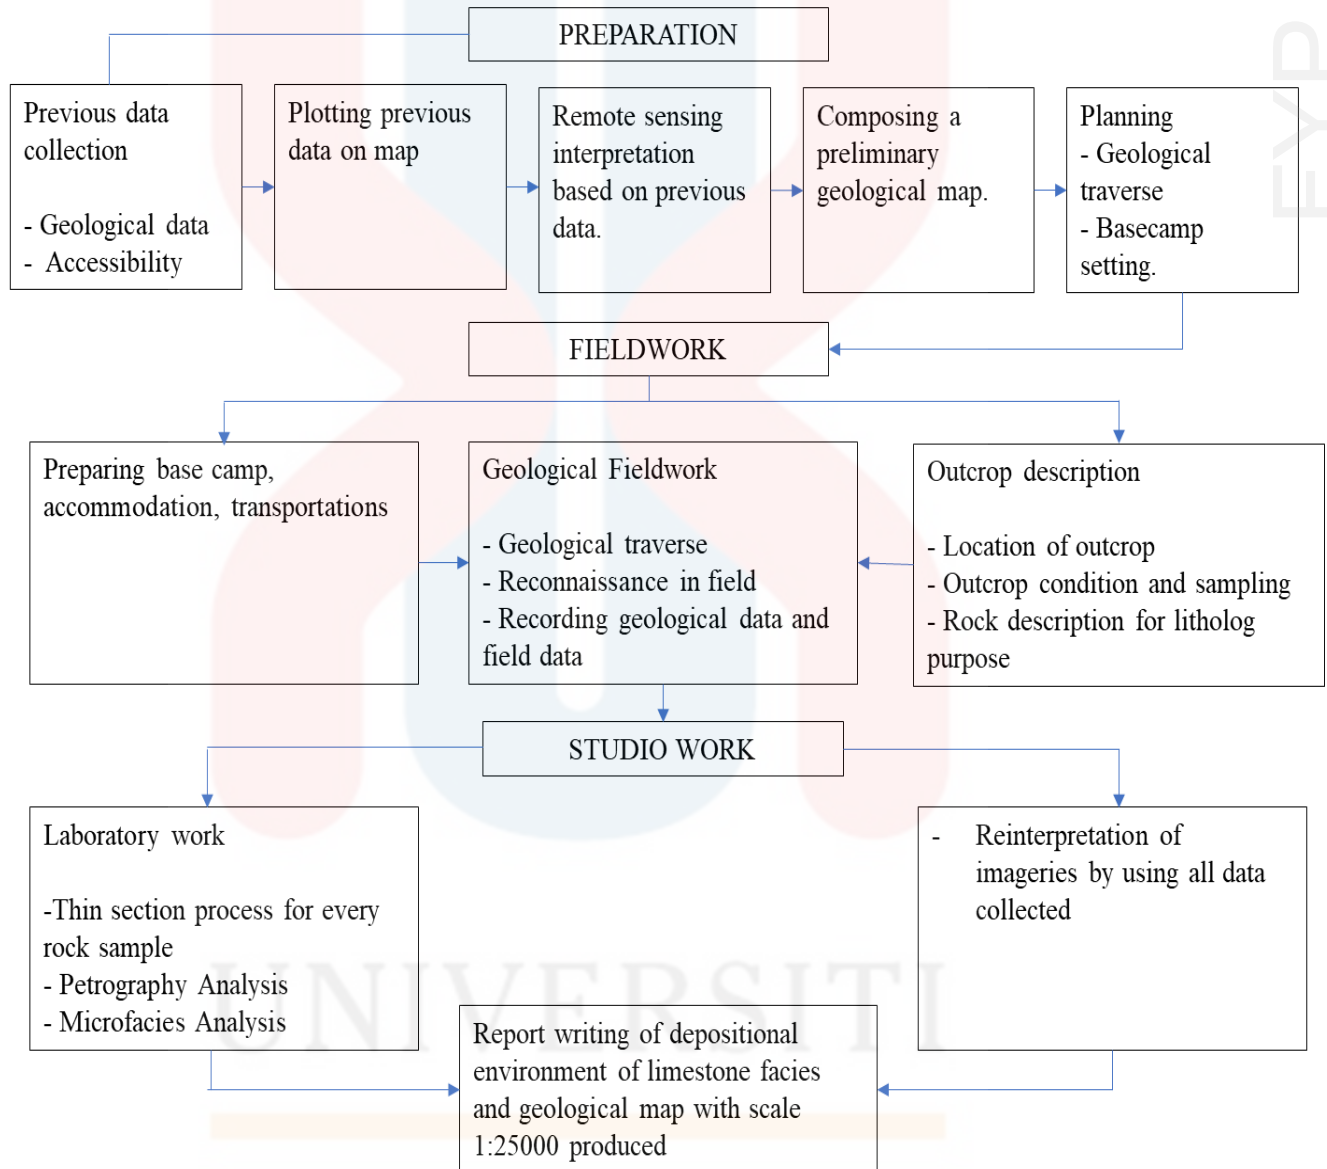 PREPARATION
FYP
Previous data
collection
- Geological data
- Accessibility
Plotting previous
data on map
Remote sensing
interpretation
based on previous
data.
Composing a
preliminary
geological map.
Planning
- Geological
traverse
- Basecamp
setting.
FIELDWORK
Preparing base camp,
accommodation, transportations
Geological Fieldwork
- Geological traverse
- Reconnaissance in field
- Recording geological data and
field data
Outcrop description
- Location of outcrop
- Outcrop condition and sampling
- Rock description for litholog
purpose
STUDIO WORK
Laboratory work
-Thin section process for every
rock sample
- Petrography Analysis
- Microfacies Analysis
- Reinterpretation of
imageries by using all data
collected
UNIVERSITI
Report writing of depositional
environment of limestone facies
and geological map with scale
1:25000 produced